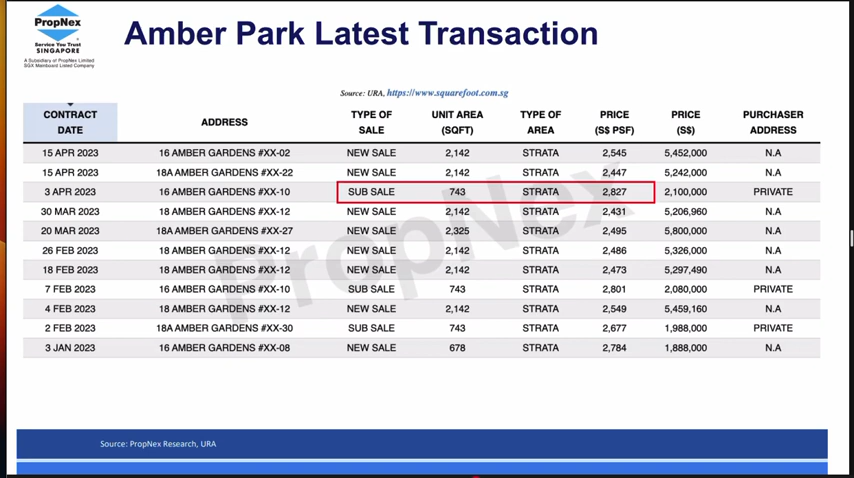 PropNex
Service You Trust
SINGAPORE
A Subsidiary of PropNex Limited
SGX Mainboard Listed Company
Amber Park Latest Transaction
Source: URA, https://www.squarefoot.com.sg
CONTRACT DATE ADDRESS TYPE OF SALE UNIT AREA (SQFT) TYPE OF AREA PRICE (S$ PSF) PRICE (S$) PURCHASER ADDRESS
15 APR 2023 16 AMBER GARDENS #XX-02 NEW SALE 2,142 STRATA 2,545 5,452,000 N.A
15 APR 2023 18A AMBER GARDENS #XX-22 NEW SALE 2,142 STRATA 2,447 5,242,000 N.A
3 APR 2023 16 AMBER GARDENS #XX-10 SUB SALE 743 STRATA 2,827 2,100,000 PRIVATE
30 MAR 2023 18 AMBER GARDENS #XX-12 NEW SALE 2,142 STRATA 2,431 5,206,960 N.A
20 MAR 2023 18A AMBER GARDENS #XX-27 NEW SALE 2,325 STRATA 2,495 5,800,000 N.A
26 FEB 2023 18 AMBER GARDENS #XX-12 NEW SALE 2,142 STRATA 2,486 5,326,000 N.A
18 FEB 2023 18 AMBER GARDENS #XX-12 NEW SALE 2,142 STRATA 2,473 5,297,490 N.A
7 FEB 2023 16 AMBER GARDENS #XX-10 SUB SALE 743 STRATA 2,801 2,080,000 PRIVATE
4 FEB 2023 18 AMBER GARDENS #XX-12 NEW SALE 2,142 STRATA 2,549 5,459,160 N.A
2 FEB 2023 18A AMBER GARDENS #XX-30 SUB SALE 743 STRATA 2,677 1,988,000 PRIVATE
3 JAN 2023 16 AMBER GARDENS #XX-08 NEW SALE 678 STRATA 2,784 1,888,000 N.A
PropNex
Source: PropNex Research, URA